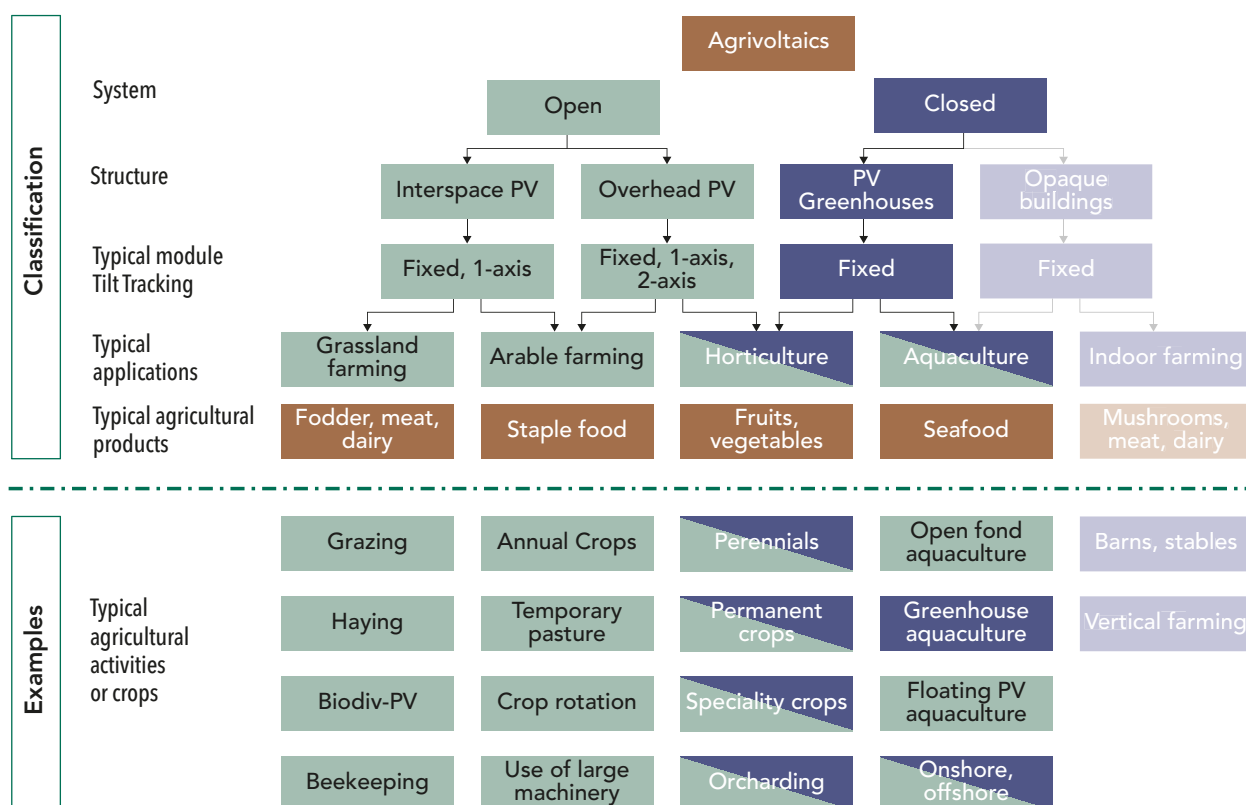 Agrivoltaics
Classification
System
Open
Closed
Structure
Interspace PV
Overhead PV
PV
Greenhouses
Opaque
buildings
Typical module
Tilt Tracking
Fixed, 1-axis
Fixed, 1-axis,
2-axis
Fixed
Fixed
Typical
applications
Grassland
farming
Arable farming
Horticulture
Aquaculture
Indoor farming
Typical agricultural
products
Fodder, meat,
dairy
Staple food
Fruits,
vegetables
Seafood
Mushrooms,
meat, dairy
Examples
Typical
agricultural
activities
or crops
Grazing
Annual Crops
Perennials
Open fond
aquaculture
Barns, stables
Haying
Temporary
pasture
Permanent
crops
Greenhouse
aquaculture
Vertical farming
Biodiv-PV
Crop rotation
Speciality crops
Floating PV
aquaculture
Beekeeping
Use of large
machinery
Orcharding
Onshore,
offshore